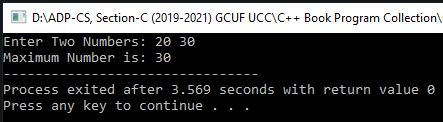 D:\ADP-CS, Section-C (2019-2021) GCUF UCC\C++ Book Program Collection\
Enter Two Numbers: 20 30
Maximum Number is: 30
--------------------------------
Process exited after 3.569 seconds with return value 0
Press any key to continue . . .